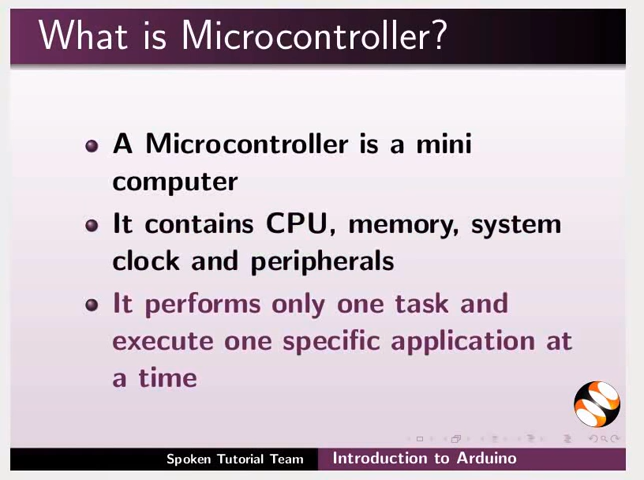 What is Microcontroller?
A Microcontroller is a mini
computer
It contains CPU, memory, system
clock and peripherals
It performs only one task and
execute one specific application at
a time
Spoken Tutorial Team
Introduction to Arduino